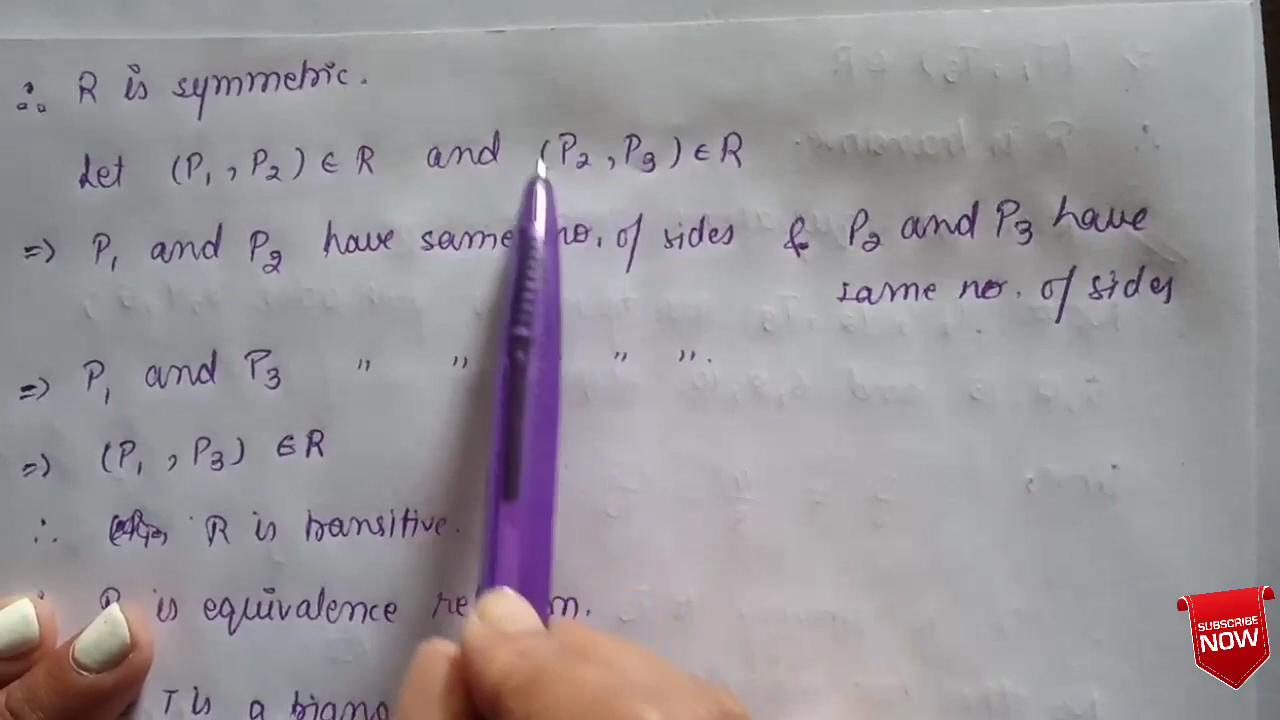 ∴ R is symmetric.
Let (P₁, P₂) ∈ R and (P₂, P₃) ∈ R
=> P₁ and P₂ have same no. of sides & P₂ and P₃ have
same no. of sides
=> P₁ and P₃ " " " ".
=> (P₁, P₃) ∈ R
∴ R is transitive.
is equivalence
T is a
SUBSCRIBE
NOW